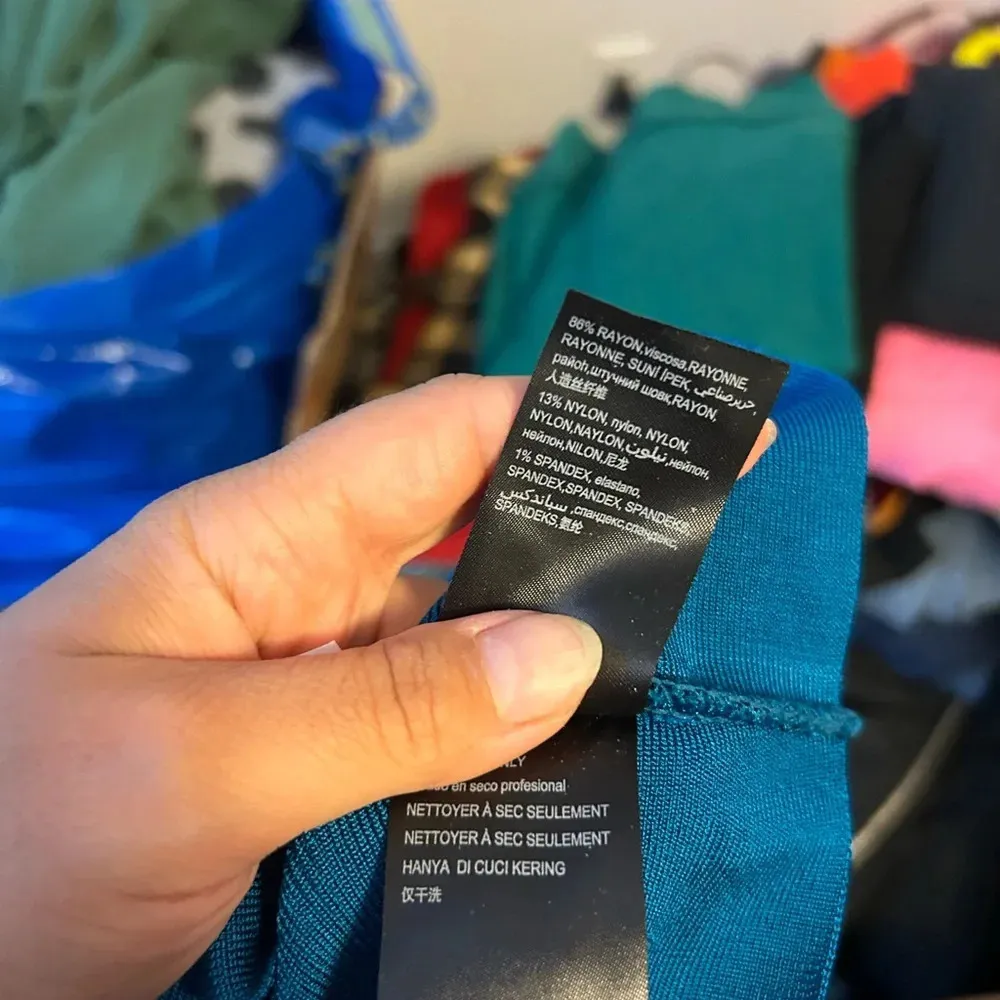 86% RAYON,viscosa,RAYONNE,
RAYONNE, SUNİ İPEK, حرير صناعي,
район,штучний шовк,RAYON,
人造丝纤维
13% NYLON, nylon, NYLON,
NYLON,NAYLON,نيلون,нейлон,
нейлон,NILON,尼龙
1% SPANDEX, elastano,
SPANDEX,SPANDEX, SPANDEKS,
سباندكس ,спандекс,спандекс,
SPANDEKS,氨纶
en seco profesional
NETTOYER À SEC SEULEMENT
NETTOYER À SEC SEULEMENT
HANYA DI CUCI KERING
仅干洗